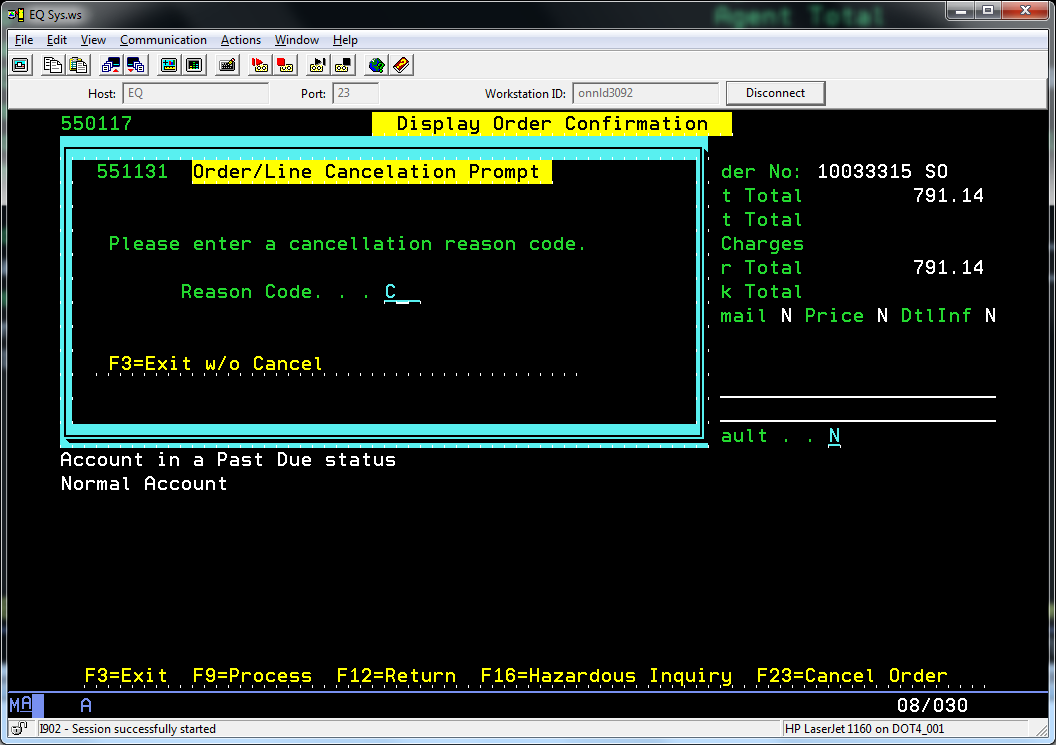 EQ Sys.ws
Agent Total
File Edit View Communication Actions Window Help
Host: EQ Port: 23 Workstation ID: onnld3092 Disconnect
550117 Display Order Confirmation
551131 Order/Line Cancelation Prompt der No: 10033315 SO
t Total 791.14
t Total
Please enter a cancellation reason code. Charges
r Total 791.14
Reason Code. . . C k Total
mail N Price N DtlInf N
F3=Exit w/o Cancel
ault . . N
Account in a Past Due status
Normal Account
F3=Exit F9=Process F12=Return F16=Hazardous Inquiry F23=Cancel Order
MA A 08/030
I902 - Session successfully started HP LaserJet 1160 on DOT4_001